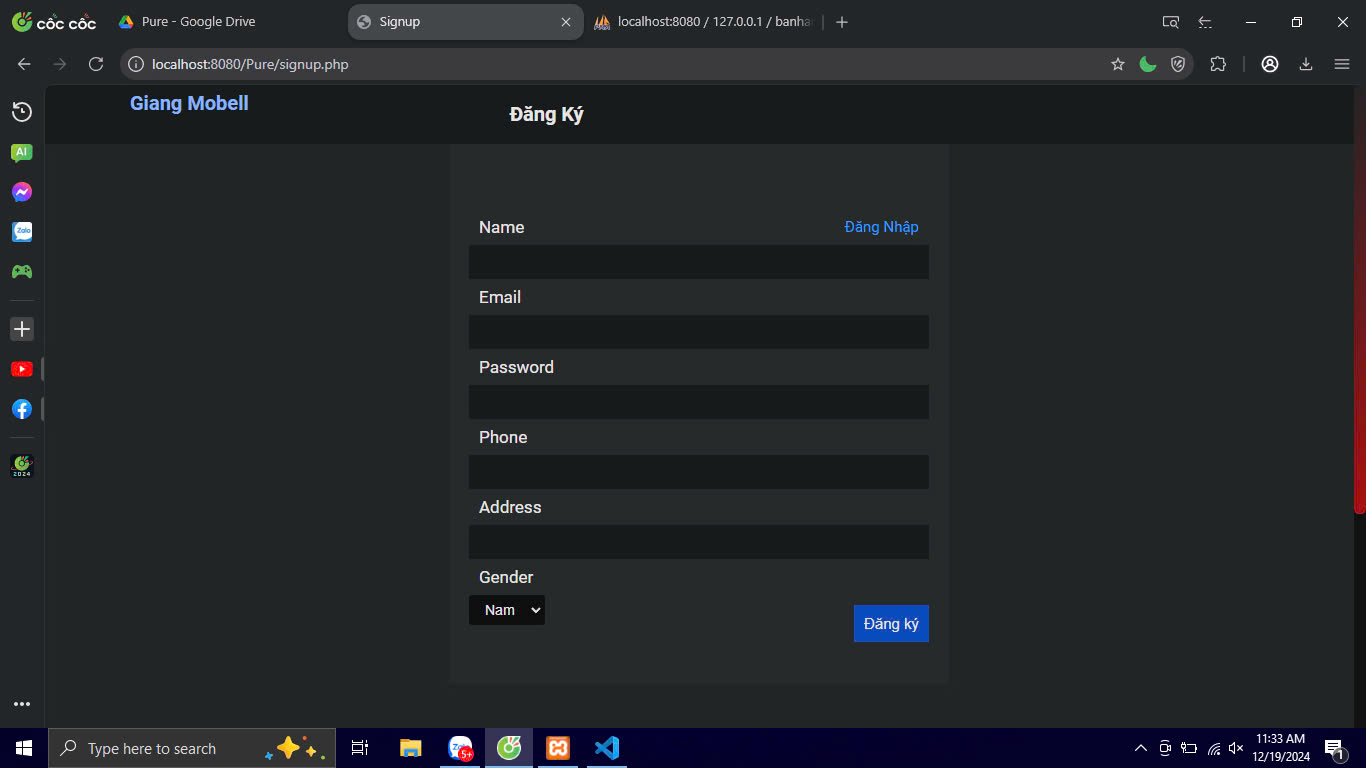 cốc cốc
Pure - Google Drive
Signup
localhost:8080 / 127.0.0.1 / banha
localhost:8080/Pure/signup.php
Giang Mobell
Đăng Ký
AI
Zalo
2024
Name
Đăng Nhập
Email
Password
Phone
Address
Gender
Nam
Đăng ký
Type here to search
5+
11:33 AM
12/19/2024
1